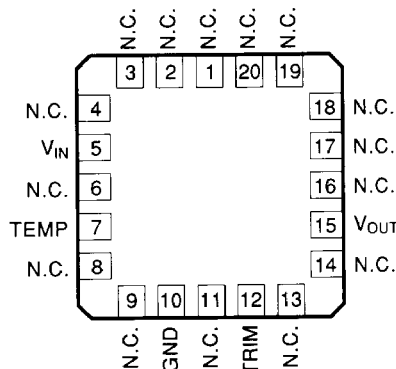 N.C. N.C. N.C. N.C. N.C.
3 2 1 20 19
N.C. 4 18 N.C.
VIN 5 17 N.C.
N.C. 6 16 N.C.
TEMP 7 15 VOUT
N.C. 8 14 N.C.
9 10 11 12 13
N.C. GND N.C. TRIM N.C.